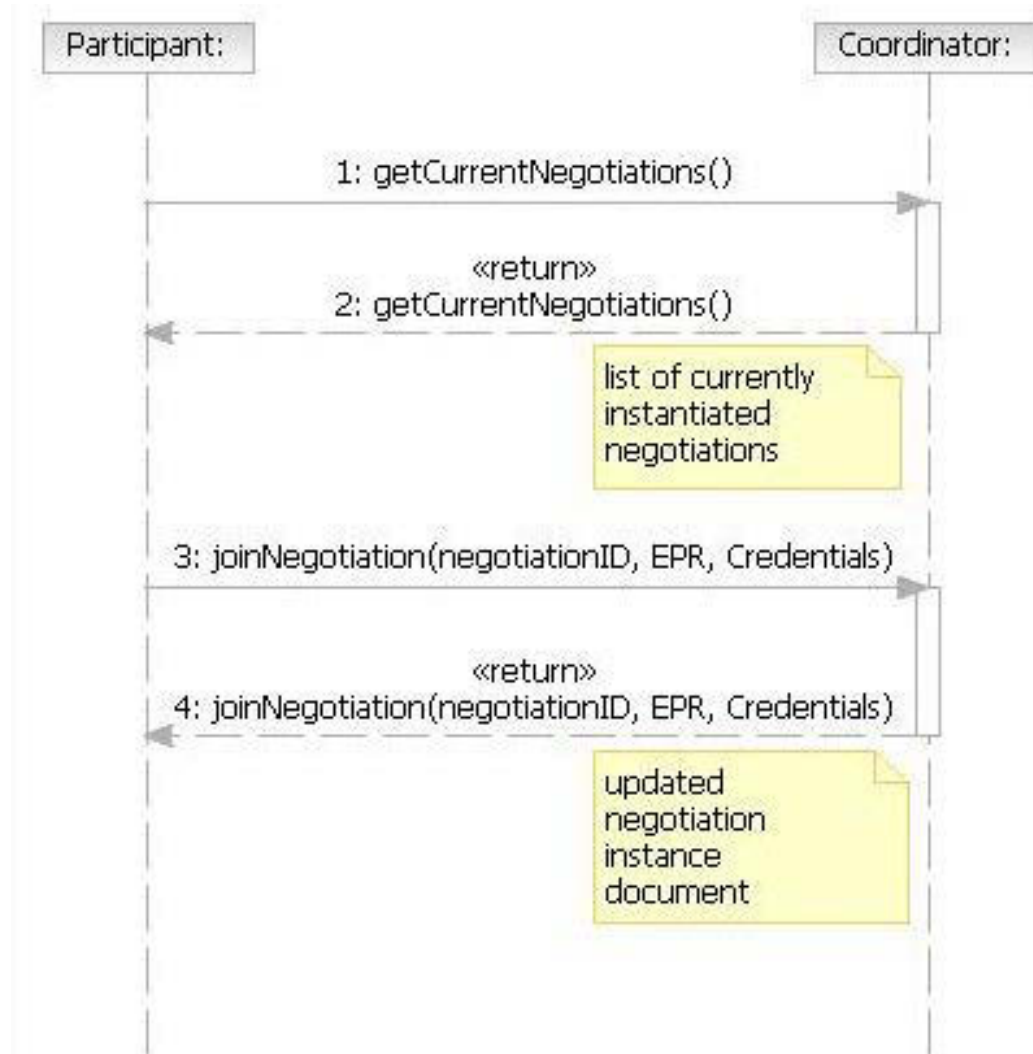 Participant:
Coordinator:
1: getCurrentNegotiations()
«return»
2: getCurrentNegotiations()
list of currently
instantiated
negotiations
3: joinNegotiation(negotiationID, EPR, Credentials)
«return»
4: joinNegotiation(negotiationID, EPR, Credentials)
updated
negotiation
instance
document